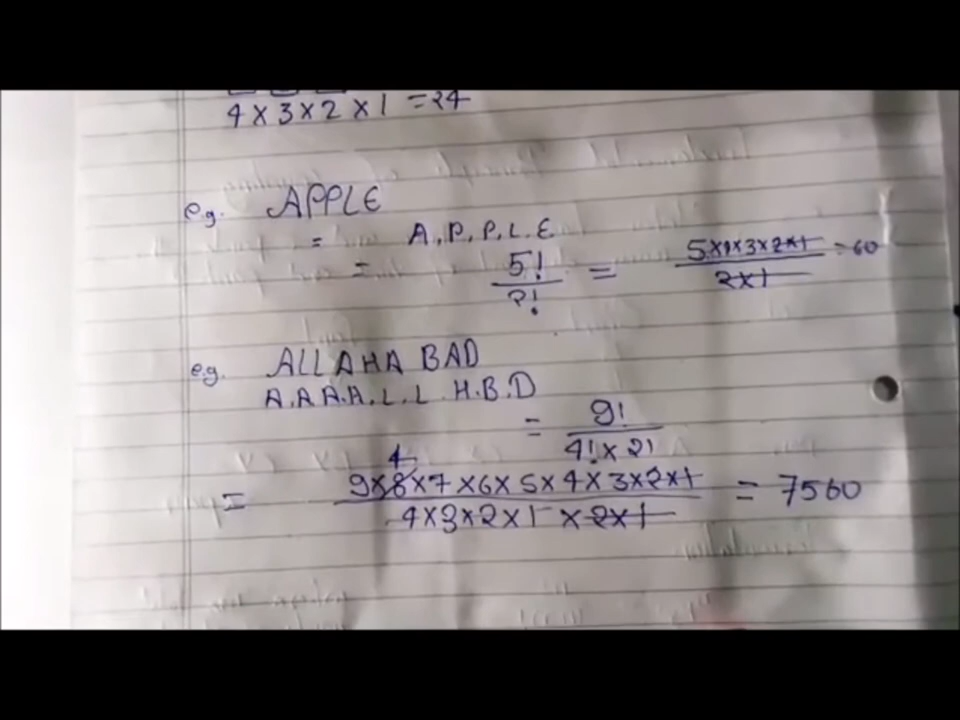 4 × 3 × 2 × 1 = 24
e.g. APPLE
= A, P, P, L, E
= 5! / 2! = 5×4×3×2×1 / 2×1 = 60
e.g. ALLAHABAD
A, A, A, A, L, L H, B, D
= 9! / 4! × 2!
4
= 9×8×7×6×5×4×3×2×1 / 4×3×2×1 × 2×1 = 7560